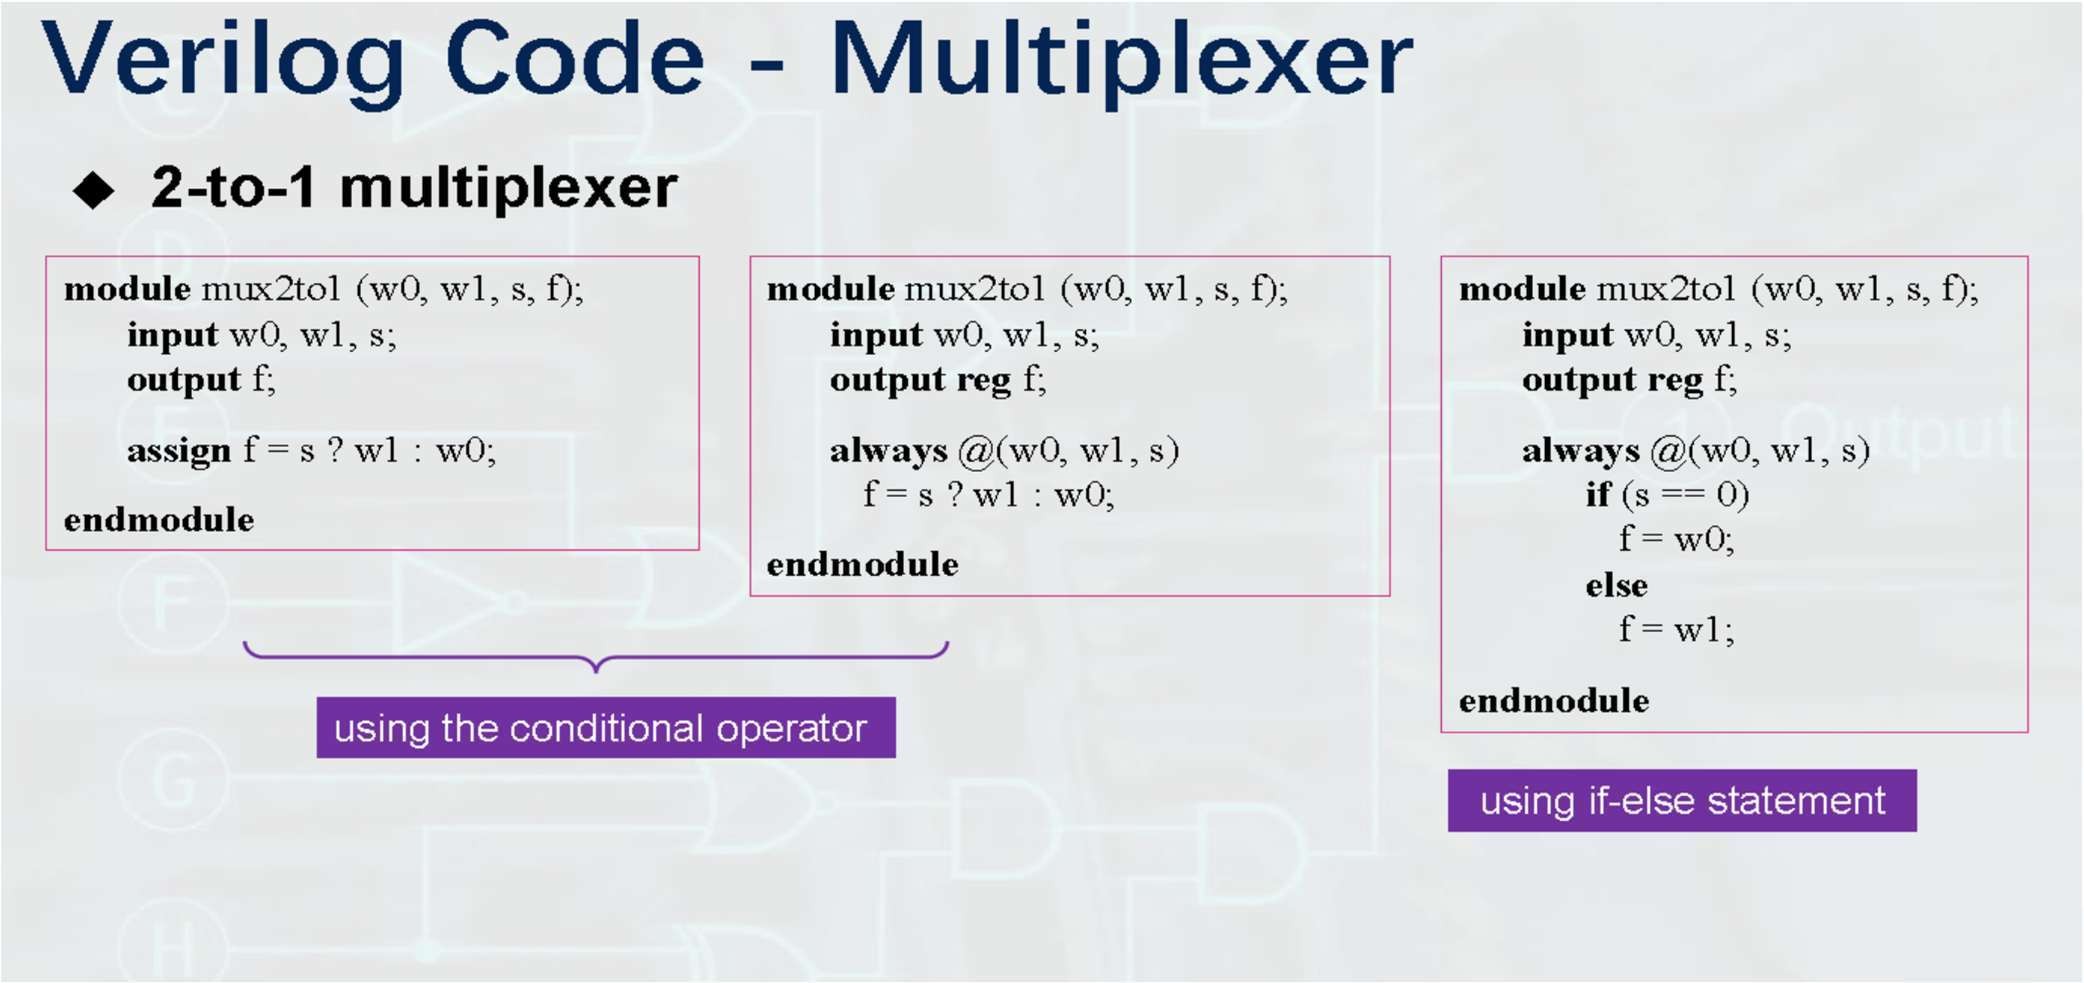 Verilog Code - Multiplexer
◆ 2-to-1 multiplexer
module mux2to1 (w0, w1, s, f);
input w0, w1, s;
output f;
assign f = s ? w1 : w0;
endmodule
module mux2to1 (w0, w1, s, f);
input w0, w1, s;
output reg f;
always @(w0, w1, s)
f = s ? w1 : w0;
endmodule
using the conditional operator
module mux2to1 (w0, w1, s, f);
input w0, w1, s;
output reg f;
always @(w0, w1, s)
if (s == 0)
f = w0;
else
f = w1;
endmodule
using if-else statement
C
D
E
F
G
H
1 Output